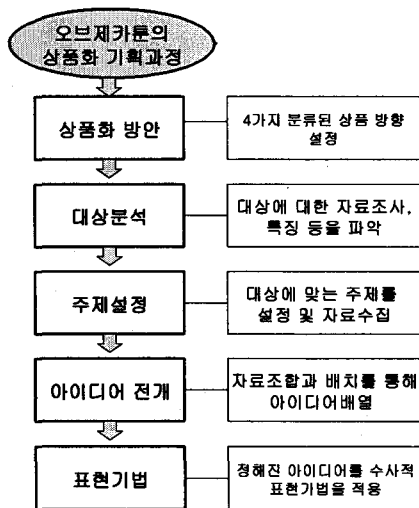 오브제카툰의
상품화 기획과정
상품화 방안
4가지 분류된 상품 방향
설정
대상분석
대상에 대한 자료조사,
특징 등을 파악
주제설정
대상에 맞는 주제를
설정 및 자료수집
아이디어 전개
자료조합과 배치를 통해
아이디어배열
표현기법
정해진 아이디어를 수사적
표현기법을 적용